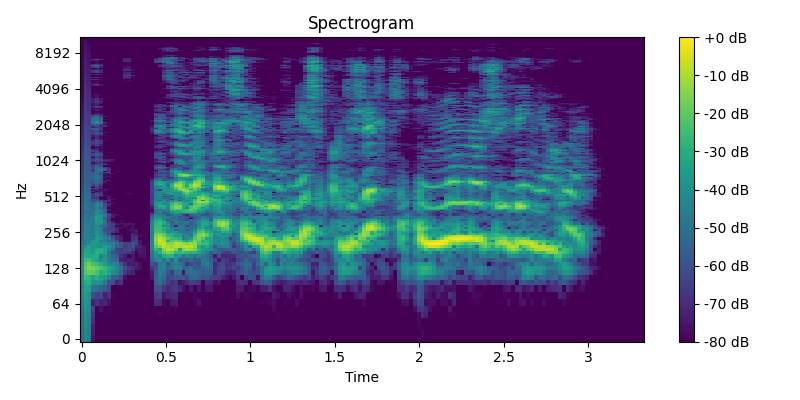 Spectrogram
8192
4096
2048
1024
512
256
128
64
0
Hz
0
0.5
1
1.5
2
2.5
3
Time
+0 dB
-10 dB
-20 dB
-30 dB
-40 dB
-50 dB
-60 dB
-70 dB
-80 dB